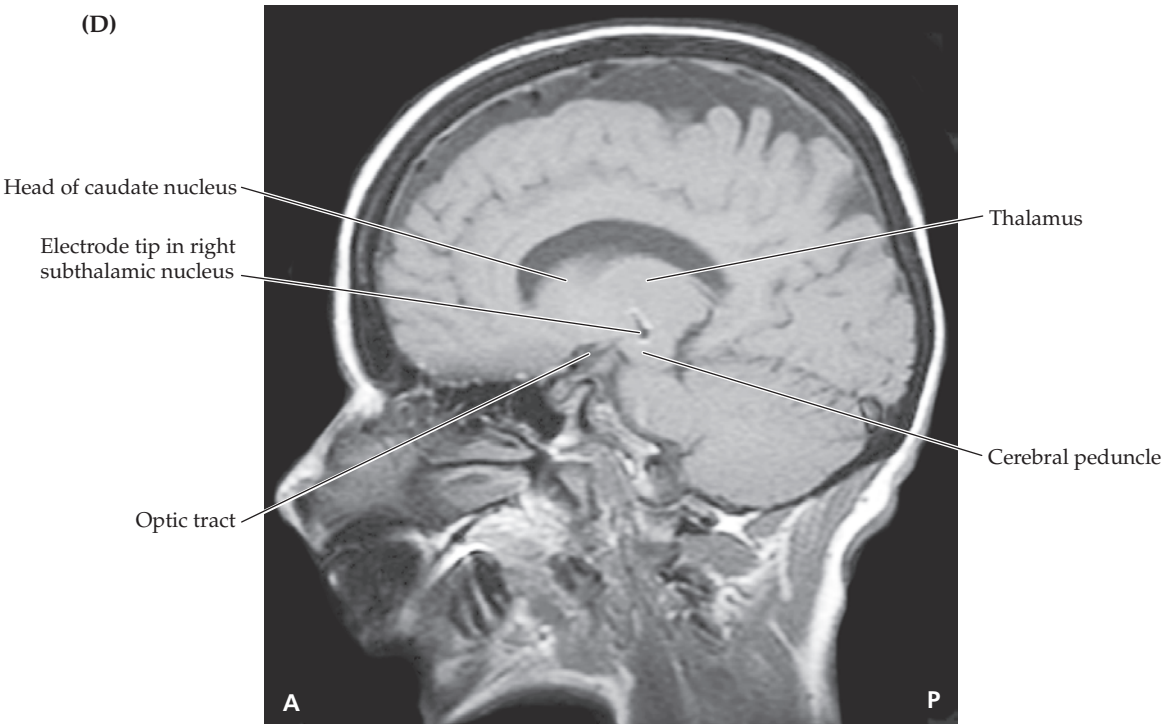 (D)
Head of caudate nucleus
Electrode tip in right
subthalamic nucleus
Thalamus
Optic tract
Cerebral peduncle
A
P